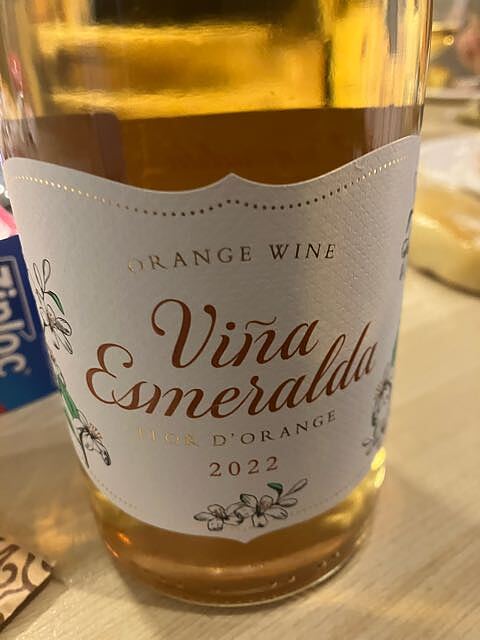 ORANGE WINE
Viña
Esmeralda
FLOR D'ORANGE
2022
Ziploc